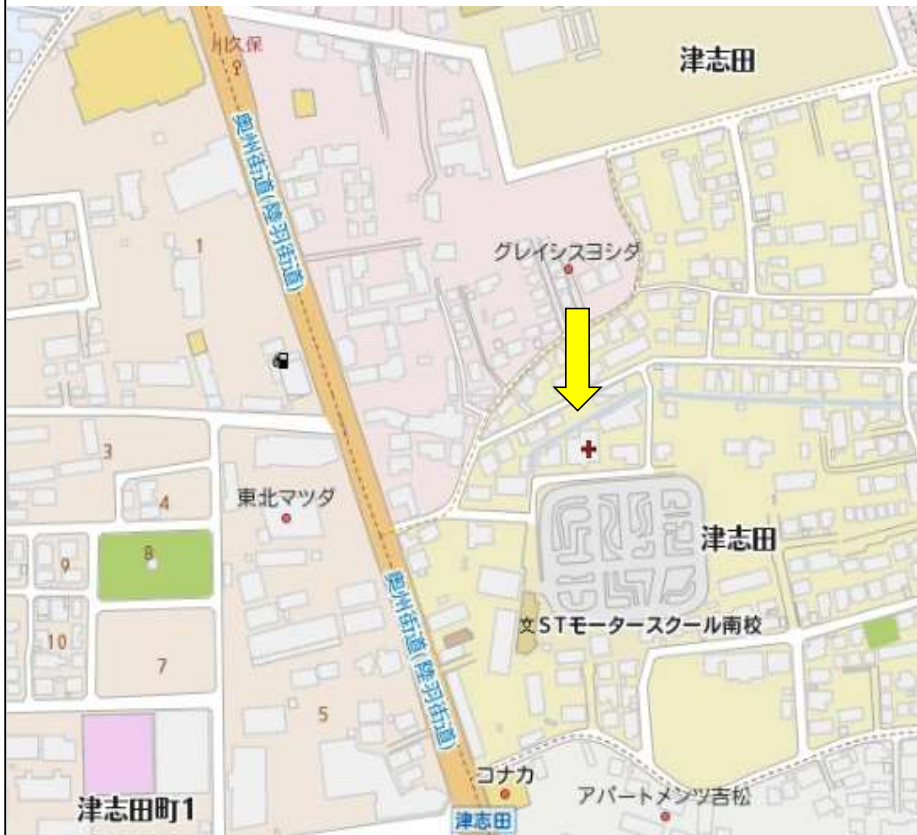 川久保
津志田
奥州街道(陸羽街道)
グレイシスヨシダ
1
3
4
東北マツダ
8
9
10
7
5
津志田
奥州街道(陸羽街道)
文STモータースクール南校
コナカ
アパートメンツ吉松
津志田町1
津志田